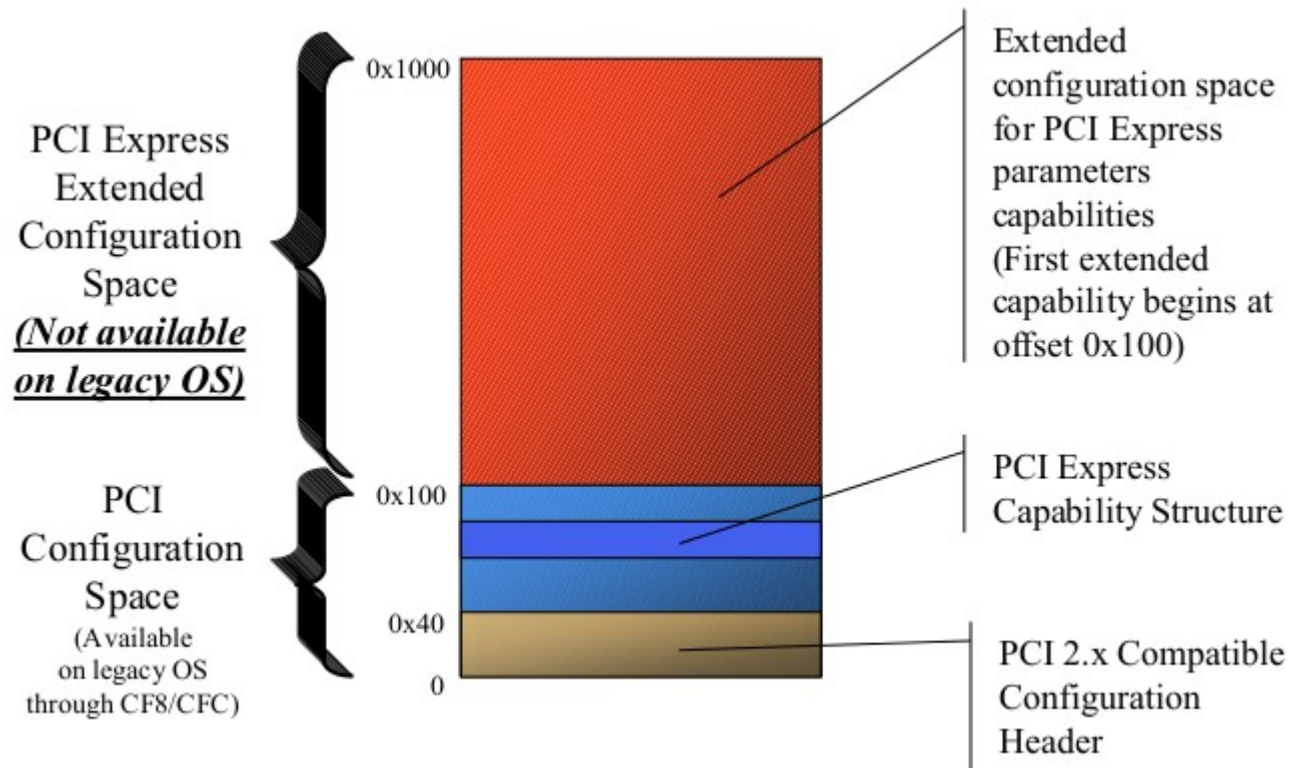 PCI Express
Extended
Configuration
Space
(Not available
on legacy OS)
PCI
Configuration
Space
(Available
on legacy OS
through CF8/CFC)
0x1000
0x100
0x40
0
Extended
configuration space
for PCI Express
parameters
capabilities
(First extended
capability begins at
offset 0x100)
PCI Express
Capability Structure
PCI 2.x Compatible
Configuration
Header